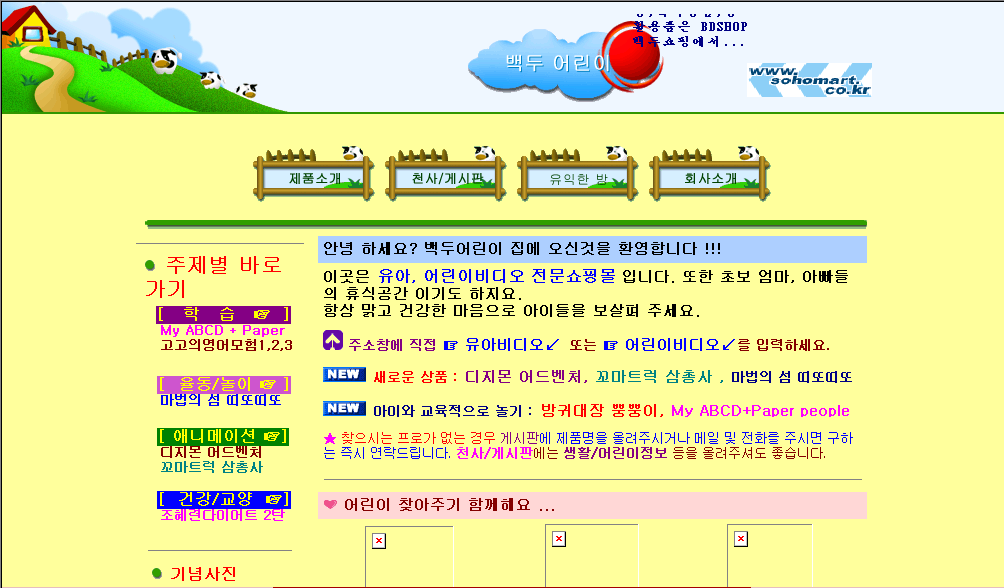 활용품은 BDSHOP
백두쇼핑에서...
백두 어린이
www.sohomart.co.kr
제품소개
천사/게시판
유익한 방
회사소개
주제별 바로
가기
[ 학 습 ☞ ]
My ABCD + Paper
고고의영어모험1,2,3
[ 율동/놀이 ☞ ]
마법의 섬 띠또띠또
[ 애니메이션 ☞]
디지몬 어드벤처
꼬마트럭 삼총사
[ 건강/교양 ☞]
조혜련다이어트 2탄
기념사진
안녕 하세요? 백두어린이 집에 오신것을 환영합니다 !!!
이곳은 유아, 어린이비디오 전문쇼핑몰 입니다. 또한 초보 엄마, 아빠들
의 휴식공간 이기도 하지요.
항상 맑고 건강한 마음으로 아이들을 보살펴 주세요.
주소창에 직접 ☞ 유아비디오↙ 또는 ☞ 어린이비디오↙를 입력하세요.
NEW 새로운 상품 : 디지몬 어드벤처, 꼬마트럭 삼총사 , 마법의 섬 띠또띠또
NEW 아이와 교육적으로 놀기 : 방귀대장 뿡뿡이, My ABCD+Paper people
★ 찾으시는 프로가 없는 경우 게시판에 제품명을 올려주시거나 메일 및 전화를 주시면 구하
는 즉시 연락드립니다. 천사/게시판에는 생활/어린이정보 등을 올려주셔도 좋습니다.
❤ 어린이 찾아주기 함께해요 ...